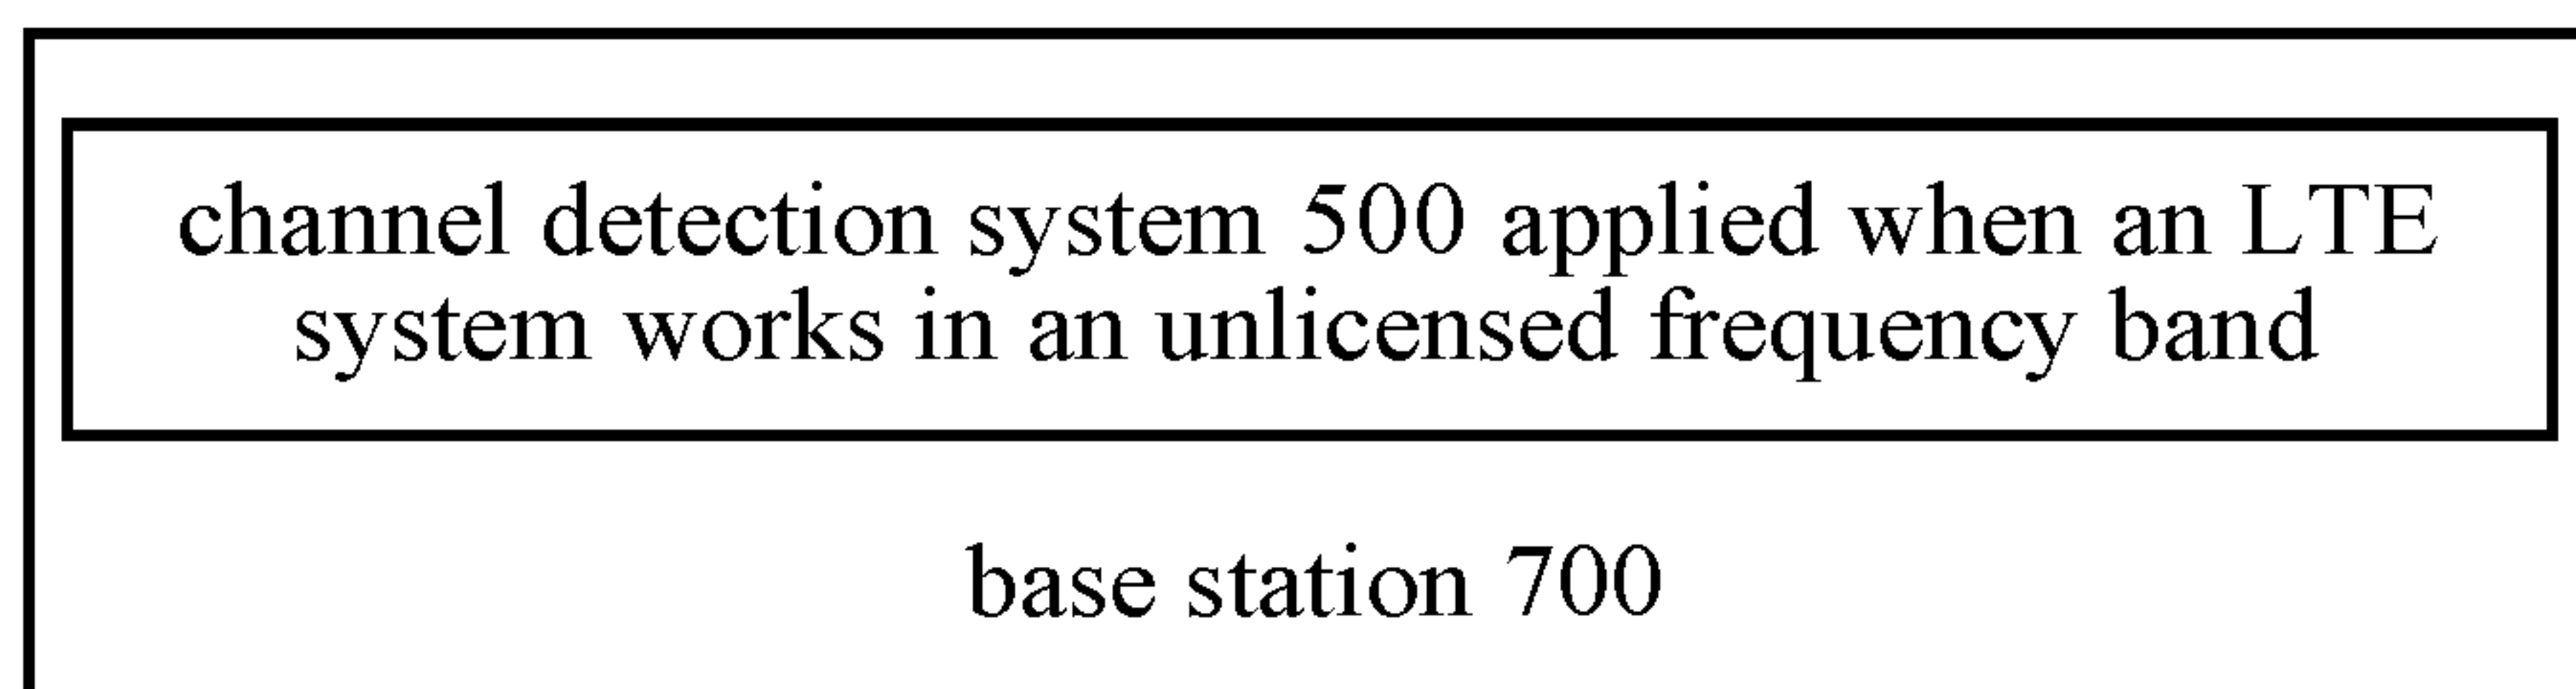 channel detection system 500 applied when an LTE
system works in an unlicensed frequency band
base station 700